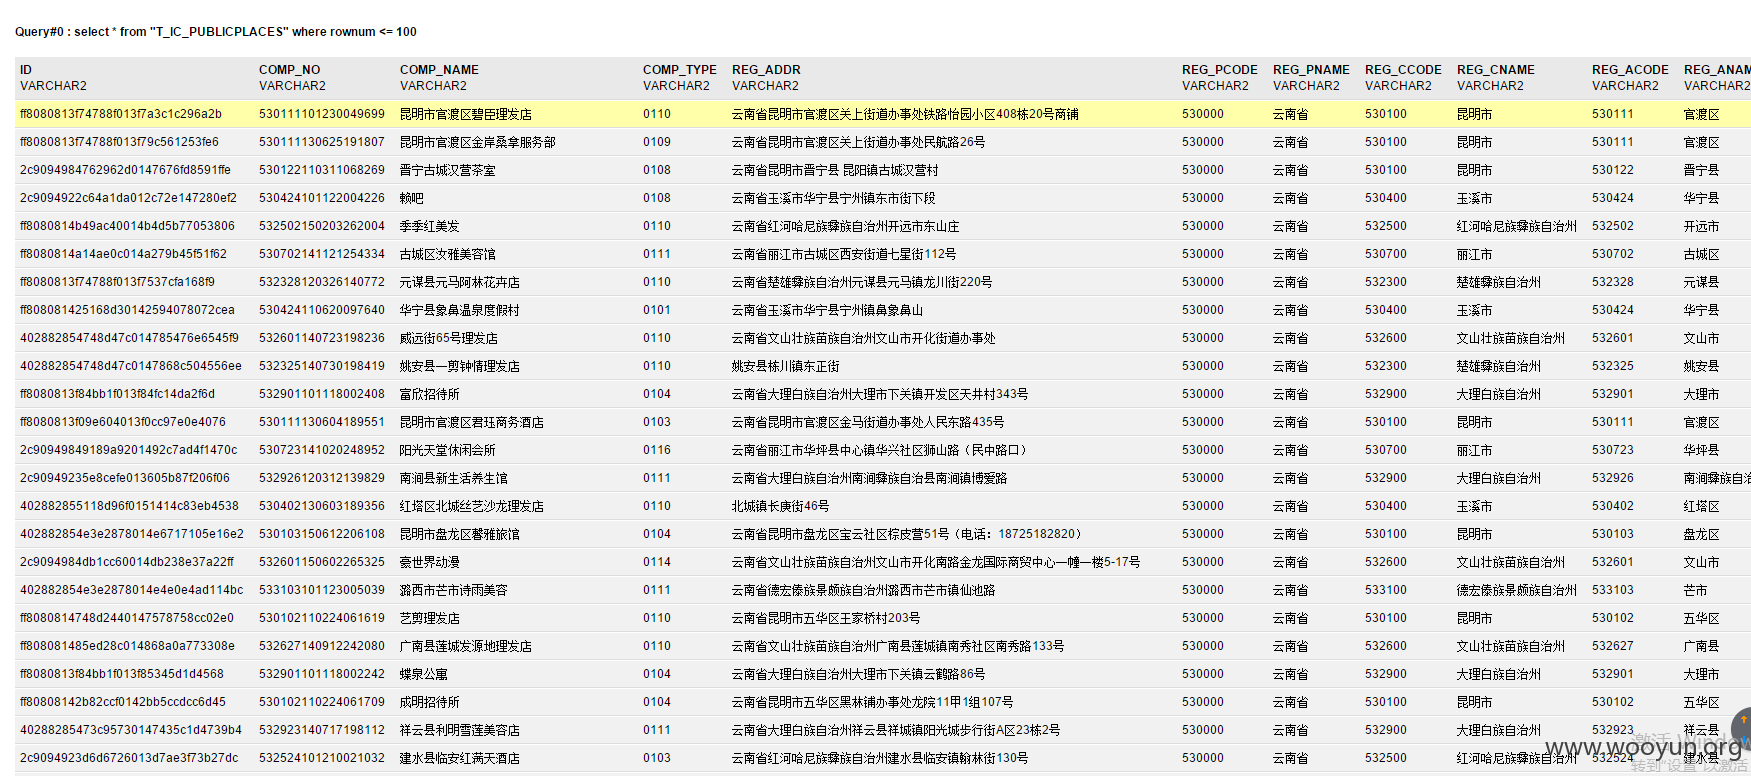 Query#0 : select * from "T_IC_PUBLICPLACES" where rownum <= 100
ID COMP_NO COMP_NAME COMP_TYPE REG_ADDR REG_PCODE REG_PNAME REG_CCODE REG_CNAME REG_ACODE REG_ANAM
VARCHAR2 VARCHAR2 VARCHAR2 VARCHAR2 VARCHAR2 VARCHAR2 VARCHAR2 VARCHAR2 VARCHAR2 VARCHAR2 VARCHAR2
ff8080813f74788f013f7a3c1c296a2b 530111101230049699 昆明市官渡区碧臣理发店 0110 云南省昆明市官渡区关上街道办事处铁路怡园小区408栋20号商铺 530000 云南省 530100 昆明市 530111 官渡区
ff8080813f74788f013f79c561253fe6 530111130625191807 昆明市官渡区金岸桑拿服务部 0109 云南省昆明市官渡区关上街道办事处民航路26号 530000 云南省 530100 昆明市 530111 官渡区
2c9094984762962d0147676fd8591ffe 530122110311068269 晋宁古城汉营茶室 0108 云南省昆明市晋宁县 昆阳镇古城汉营村 530000 云南省 530100 昆明市 530122 晋宁县
2c9094922c64a1da012c72e147280ef2 530424101122004226 赖吧 0108 云南省玉溪市华宁县宁州镇东市街下段 530000 云南省 530400 玉溪市 530424 华宁县
ff8080814b49ac40014b4d5b77053806 532502150203262004 季季红美发 0110 云南省红河哈尼族彝族自治州开远市东山庄 530000 云南省 532500 红河哈尼族彝族自治州 532502 开远市
ff8080814a14ae0c014a279b45f51f62 530702141121254334 古城区汝雅美容馆 0111 云南省丽江市古城区西安街道七星街112号 530000 云南省 530700 丽江市 530702 古城区
ff8080813f74788f013f7537cfa168f9 532328120326140772 元谋县元马阿林花卉店 0110 云南省楚雄彝族自治州元谋县元马镇龙川街220号 530000 云南省 532300 楚雄彝族自治州 532328 元谋县
ff808081425168d30142594078072cea 530424110620097640 华宁县象鼻温泉度假村 0101 云南省玉溪市华宁县宁州镇鼻象鼻山 530000 云南省 530400 玉溪市 530424 华宁县
402882854748d47c014785476e6545f9 532601140723198236 威远街65号理发店 0110 云南省文山壮族苗族自治州文山市开化街道办事处 530000 云南省 532600 文山壮族苗族自治州 532601 文山市
402882854748d47c0147868c504556ee 532325140730198419 姚安县一剪钟情理发店 0110 姚安县栋川镇东正街 530000 云南省 532300 楚雄彝族自治州 532325 姚安县
ff8080813f84bb1f013f84fc14da2f6d 532901101118002408 富欣招待所 0104 云南省大理白族自治州大理市下关镇开发区天井村343号 530000 云南省 532900 大理白族自治州 532901 大理市
ff8080813f09e604013f0cc97e0e4076 530111130604189551 昆明市官渡区君珏商务酒店 0103 云南省昆明市官渡区金马街道办事处人民东路435号 530000 云南省 530100 昆明市 530111 官渡区
2c90949849189a9201492c7ad4f1470c 530723141020248952 阳光天堂休闲会所 0116 云南省丽江市华坪县中心镇华兴社区狮山路（民中路口） 530000 云南省 530700 丽江市 530723 华坪县
2c90949235e8cefe013605b87f206f06 532926120312139829 南涧县新生活养生馆 0111 云南省大理白族自治州南涧彝族自治县南涧镇博爱路 530000 云南省 532900 大理白族自治州 532926 南涧彝族自治
402882855118d96f0151414c83eb4538 530402130603189356 红塔区北城丝艺沙龙理发店 0110 北城镇长庚街46号 530000 云南省 530400 玉溪市 530402 红塔区
402882854e3e2878014e6717105e16e2 530103150612206108 昆明市盘龙区馨雅旅馆 0104 云南省昆明市盘龙区宝云社区棕皮营51号（电话：18725182820） 530000 云南省 530100 昆明市 530103 盘龙区
2c9094984db1cc60014db238e37a22ff 532601150602265325 豪世界动漫 0114 云南省文山壮族苗族自治州文山市开化南路金龙国际商贸中心一幢一楼5-17号 530000 云南省 532600 文山壮族苗族自治州 532601 文山市
402882854e3e2878014e4e0e4ad114bc 533103101123005039 潞西市芒市诗雨美容 0111 云南省德宏傣族景颇族自治州潞西市芒市镇仙池路 530000 云南省 533100 德宏傣族景颇族自治州 533103 芒市
ff8080814748d2440147578758cc02e0 530102110224061619 艺剪理发店 0110 云南省昆明市五华区王家桥村203号 530000 云南省 530100 昆明市 530102 五华区
ff808081485ed28c014868a0a773308e 532627140912242080 广南县莲城发源地理发店 0110 云南省文山壮族苗族自治州广南县莲城镇南秀社区南秀路133号 530000 云南省 532600 文山壮族苗族自治州 532627 广南县
ff8080813f84bb1f013f85345d1d4568 532901101118002242 蝶泉公寓 0104 云南省大理白族自治州大理市下关镇云鹤路86号 530000 云南省 532900 大理白族自治州 532901 大理市
ff80808142b82ccf0142bb5ccdcc6d45 530102110224061709 成明招待所 0104 云南省昆明市五华区黑林铺办事处龙院11甲1组107号 530000 云南省 530100 昆明市 530102 五华区
40288285473c95730147435c1d4739b4 532923140717198112 祥云县利明雪莲美容店 0111 云南省大理白族自治州祥云县祥城镇阳光城步行街A区23栋2号 530000 云南省 532900 大理白族自治州 532923 祥云县
2c9094923d6d6726013d7ae3f73b27dc 532524101210021032 建水县临安红满天酒店 0103 云南省红河哈尼族彝族自治州建水县临安镇翰林街130号 530000 云南省 532500 红河哈尼族彝族自治州 532524 建水县
激活 Window
www.wooyun.org
转到"设置"以激活